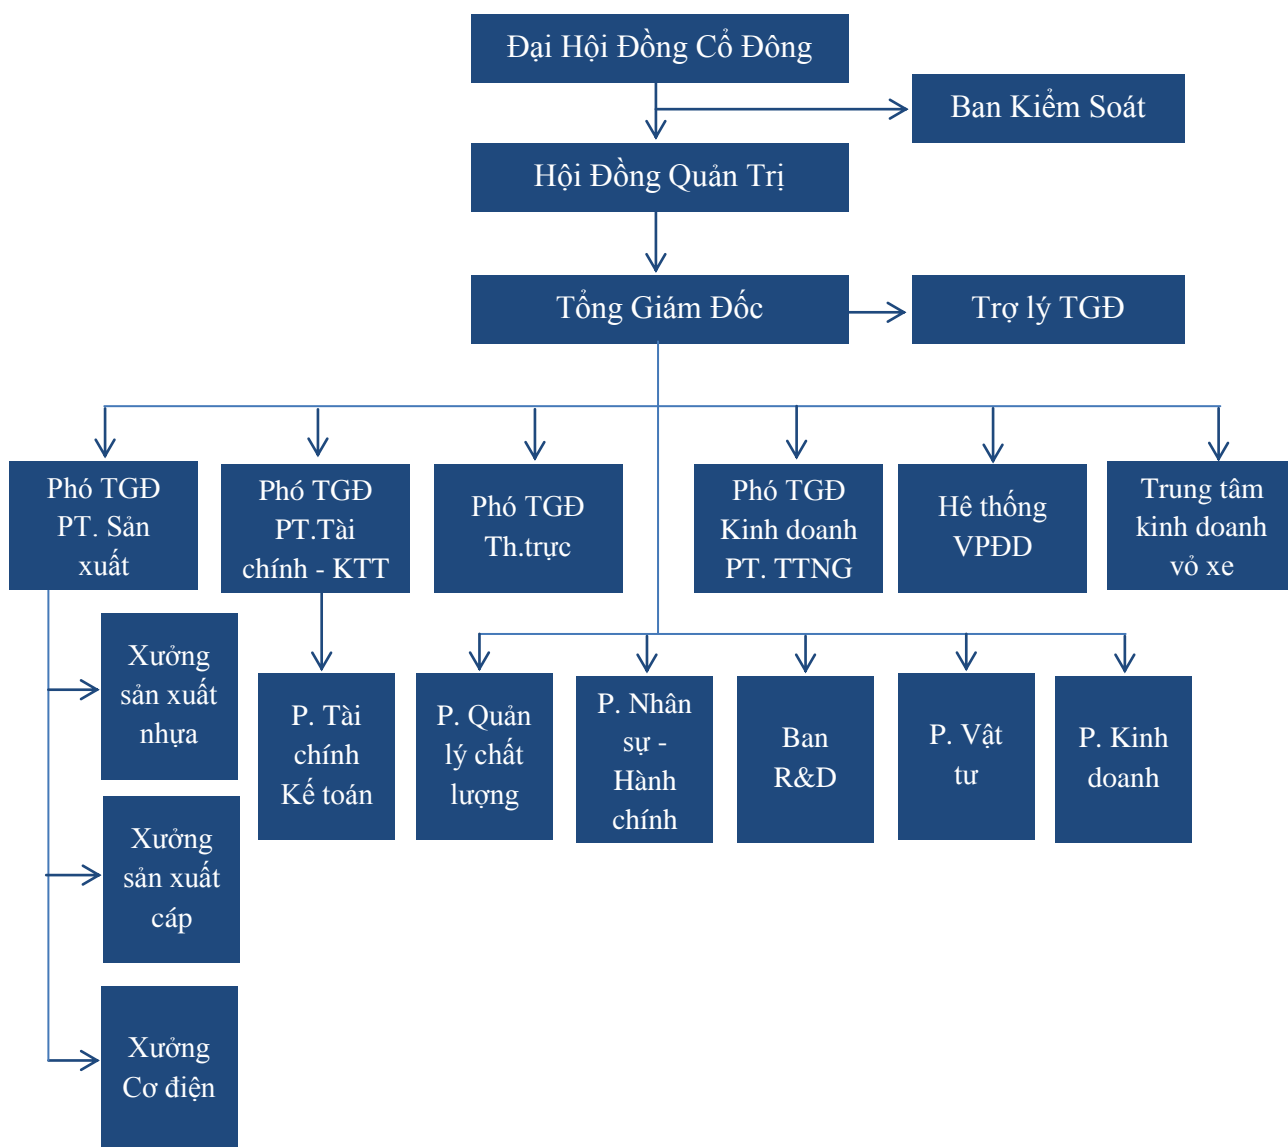 Đại Hội Đồng Cổ Đông
Ban Kiểm Soát
Hội Đồng Quản Trị
Tổng Giám Đốc
Trợ lý TGĐ
Phó TGĐ
PT. Sản
xuất
Phó TGĐ
PT.Tài
chính - KTT
Phó TGĐ
Th.trực
Phó TGĐ
Kinh doanh
PT. TTNG
Hê thống
VPĐD
Trung tâm
kinh doanh
vỏ xe
Xưởng
sản xuất
nhựa
P. Tài
chính
Kế toán
P. Quản
lý chất
lượng
P. Nhân
sự -
Hành
chính
Ban
R&D
P. Vật
tư
P. Kinh
doanh
Xưởng
sản xuất
cáp
Xưởng
Cơ điện